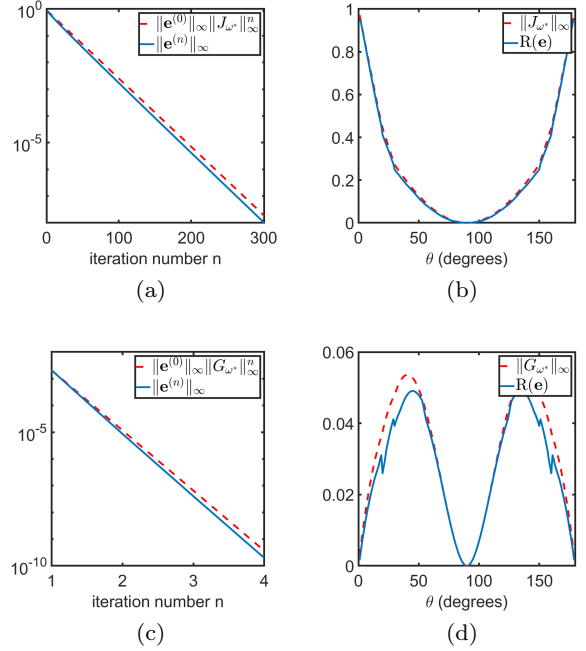 10^0
10^-5
0
100
200
300
iteration number n
‖e^(0)‖∞‖J_ω*‖^n_∞
‖e^(n)‖∞
(a)
1
0.8
0.6
0.4
0.2
0
0
50
100
150
θ (degrees)
‖J_ω*‖∞
R(e)
(b)
10^-5
10^-10
1
2
3
4
iteration number n
‖e^(0)‖∞‖G_ω*‖^n_∞
‖e^(n)‖∞
(c)
0.06
0.04
0.02
0
0
50
100
150
θ (degrees)
‖G_ω*‖∞
R(e)
(d)